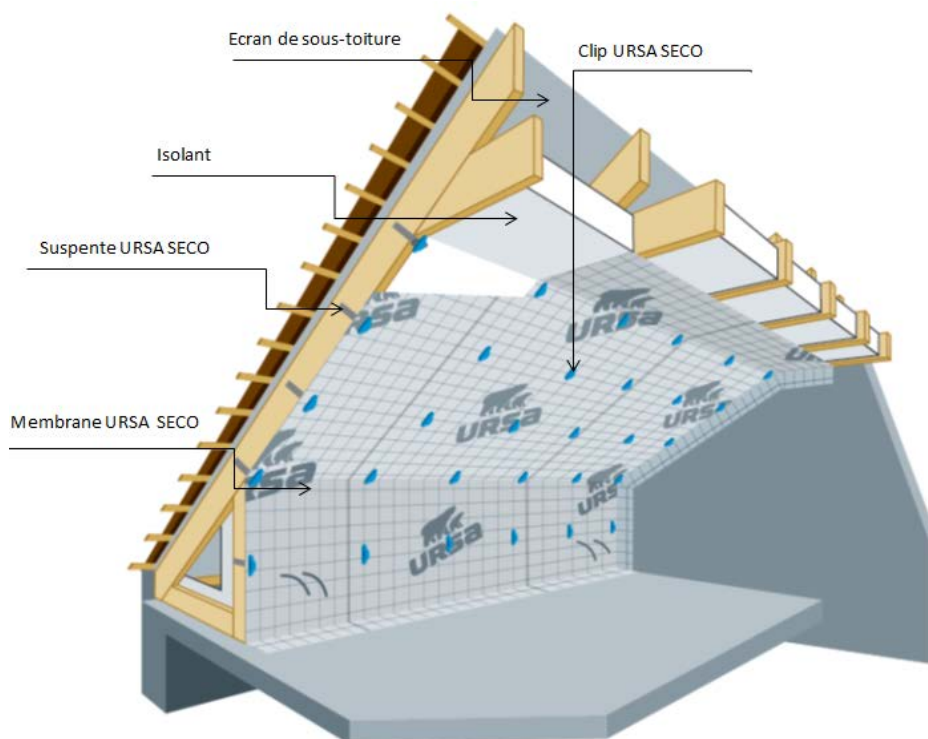 Ecran de sous-toiture
Clip URSA SECO
Isolant
Suspente URSA SECO
URSA
URSA
Membrane URSA SECO
URSA
URSA
URSA
URSA
URSA